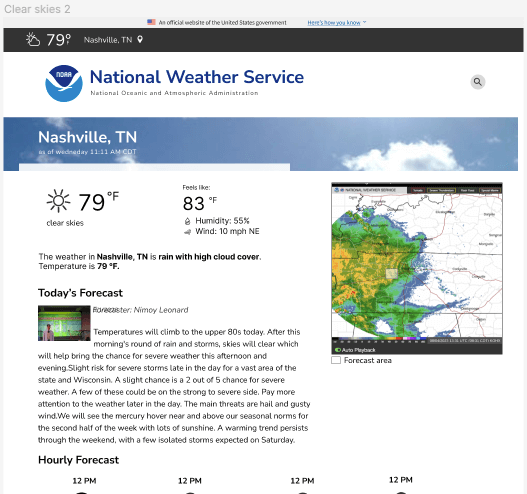 Clear skies 2
An official website of the United States government Here's how you know
79° Nashville, TN
NOAA
National Weather Service
National Oceanic and Atmospheric Administration
Nashville, TN
as of wednesday 11:11 AM CDT
79 °F
clear skies
Feels like:
83 °F
Humidity: 55%
Wind: 10 mph NE
The weather in Nashville, TN is rain with high cloud cover.
Temperature is 79 °F.
NATIONAL WEATHER SERVICE
Auto Playback
Forecast area
Today's Forecast
Forecaster: Nimoy Leonard
Temperatures will climb to the upper 80s today. After this
morning's round of rain and storms, skies will clear which
will help bring the chance for severe weather this afternoon and
evening.Slight risk for severe storms late in the day for a vast area of the
state and Wisconsin. A slight chance is a 2 out of 5 chance for severe
weather. A few of these could be on the strong to severe side. Pay more
attention to the weather later in the day. The main threats are hail and gusty
wind.We will see the mercury hover near and above our seasonal norms for
the second half of the week with lots of sunshine. A warming trend persists
through the weekend, with a few isolated storms expected on Saturday.
Hourly Forecast
12 PM 12 PM 12 PM 12 PM